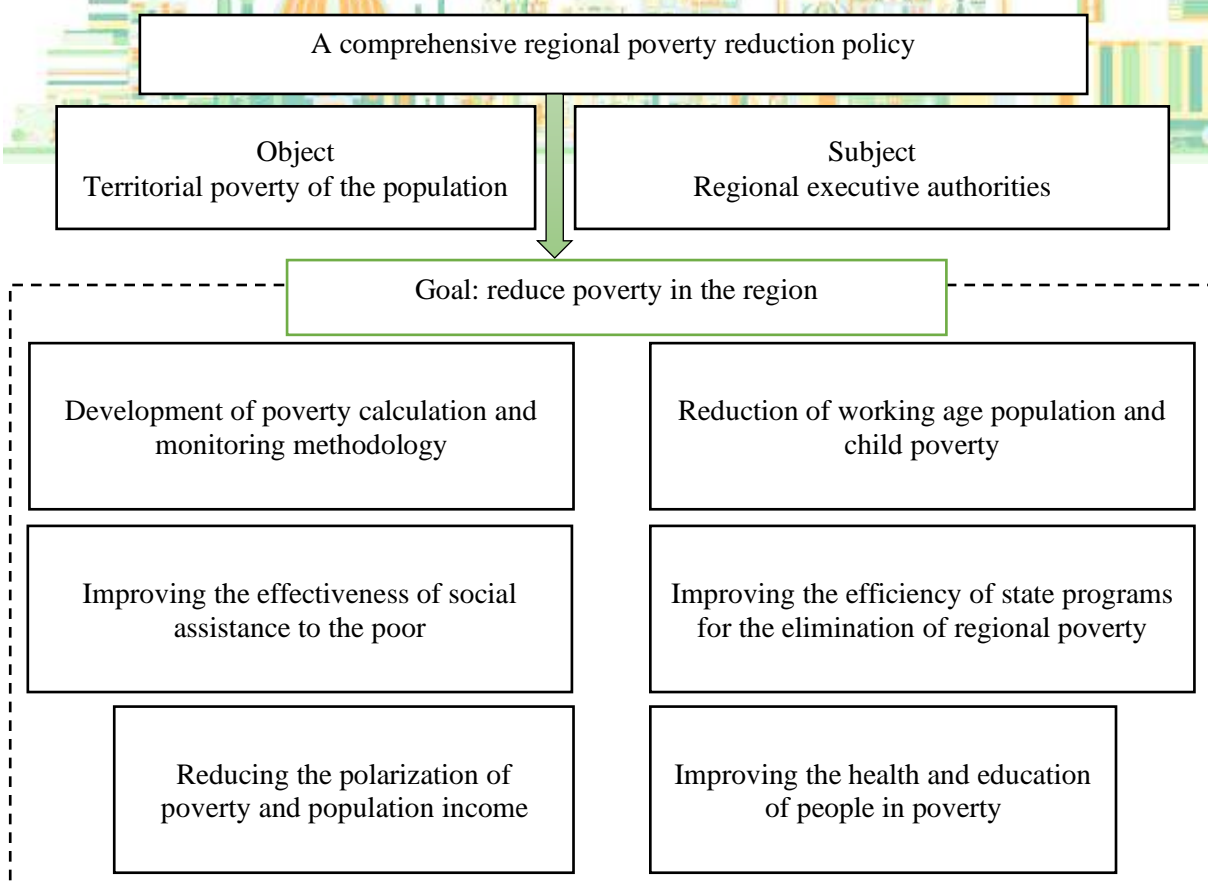 A comprehensive regional poverty reduction policy
Object
Territorial poverty of the population
Subject
Regional executive authorities
Goal: reduce poverty in the region
Development of poverty calculation and
monitoring methodology
Reduction of working age population and
child poverty
Improving the effectiveness of social
assistance to the poor
Improving the efficiency of state programs
for the elimination of regional poverty
Reducing the polarization of
poverty and population income
Improving the health and education
of people in poverty